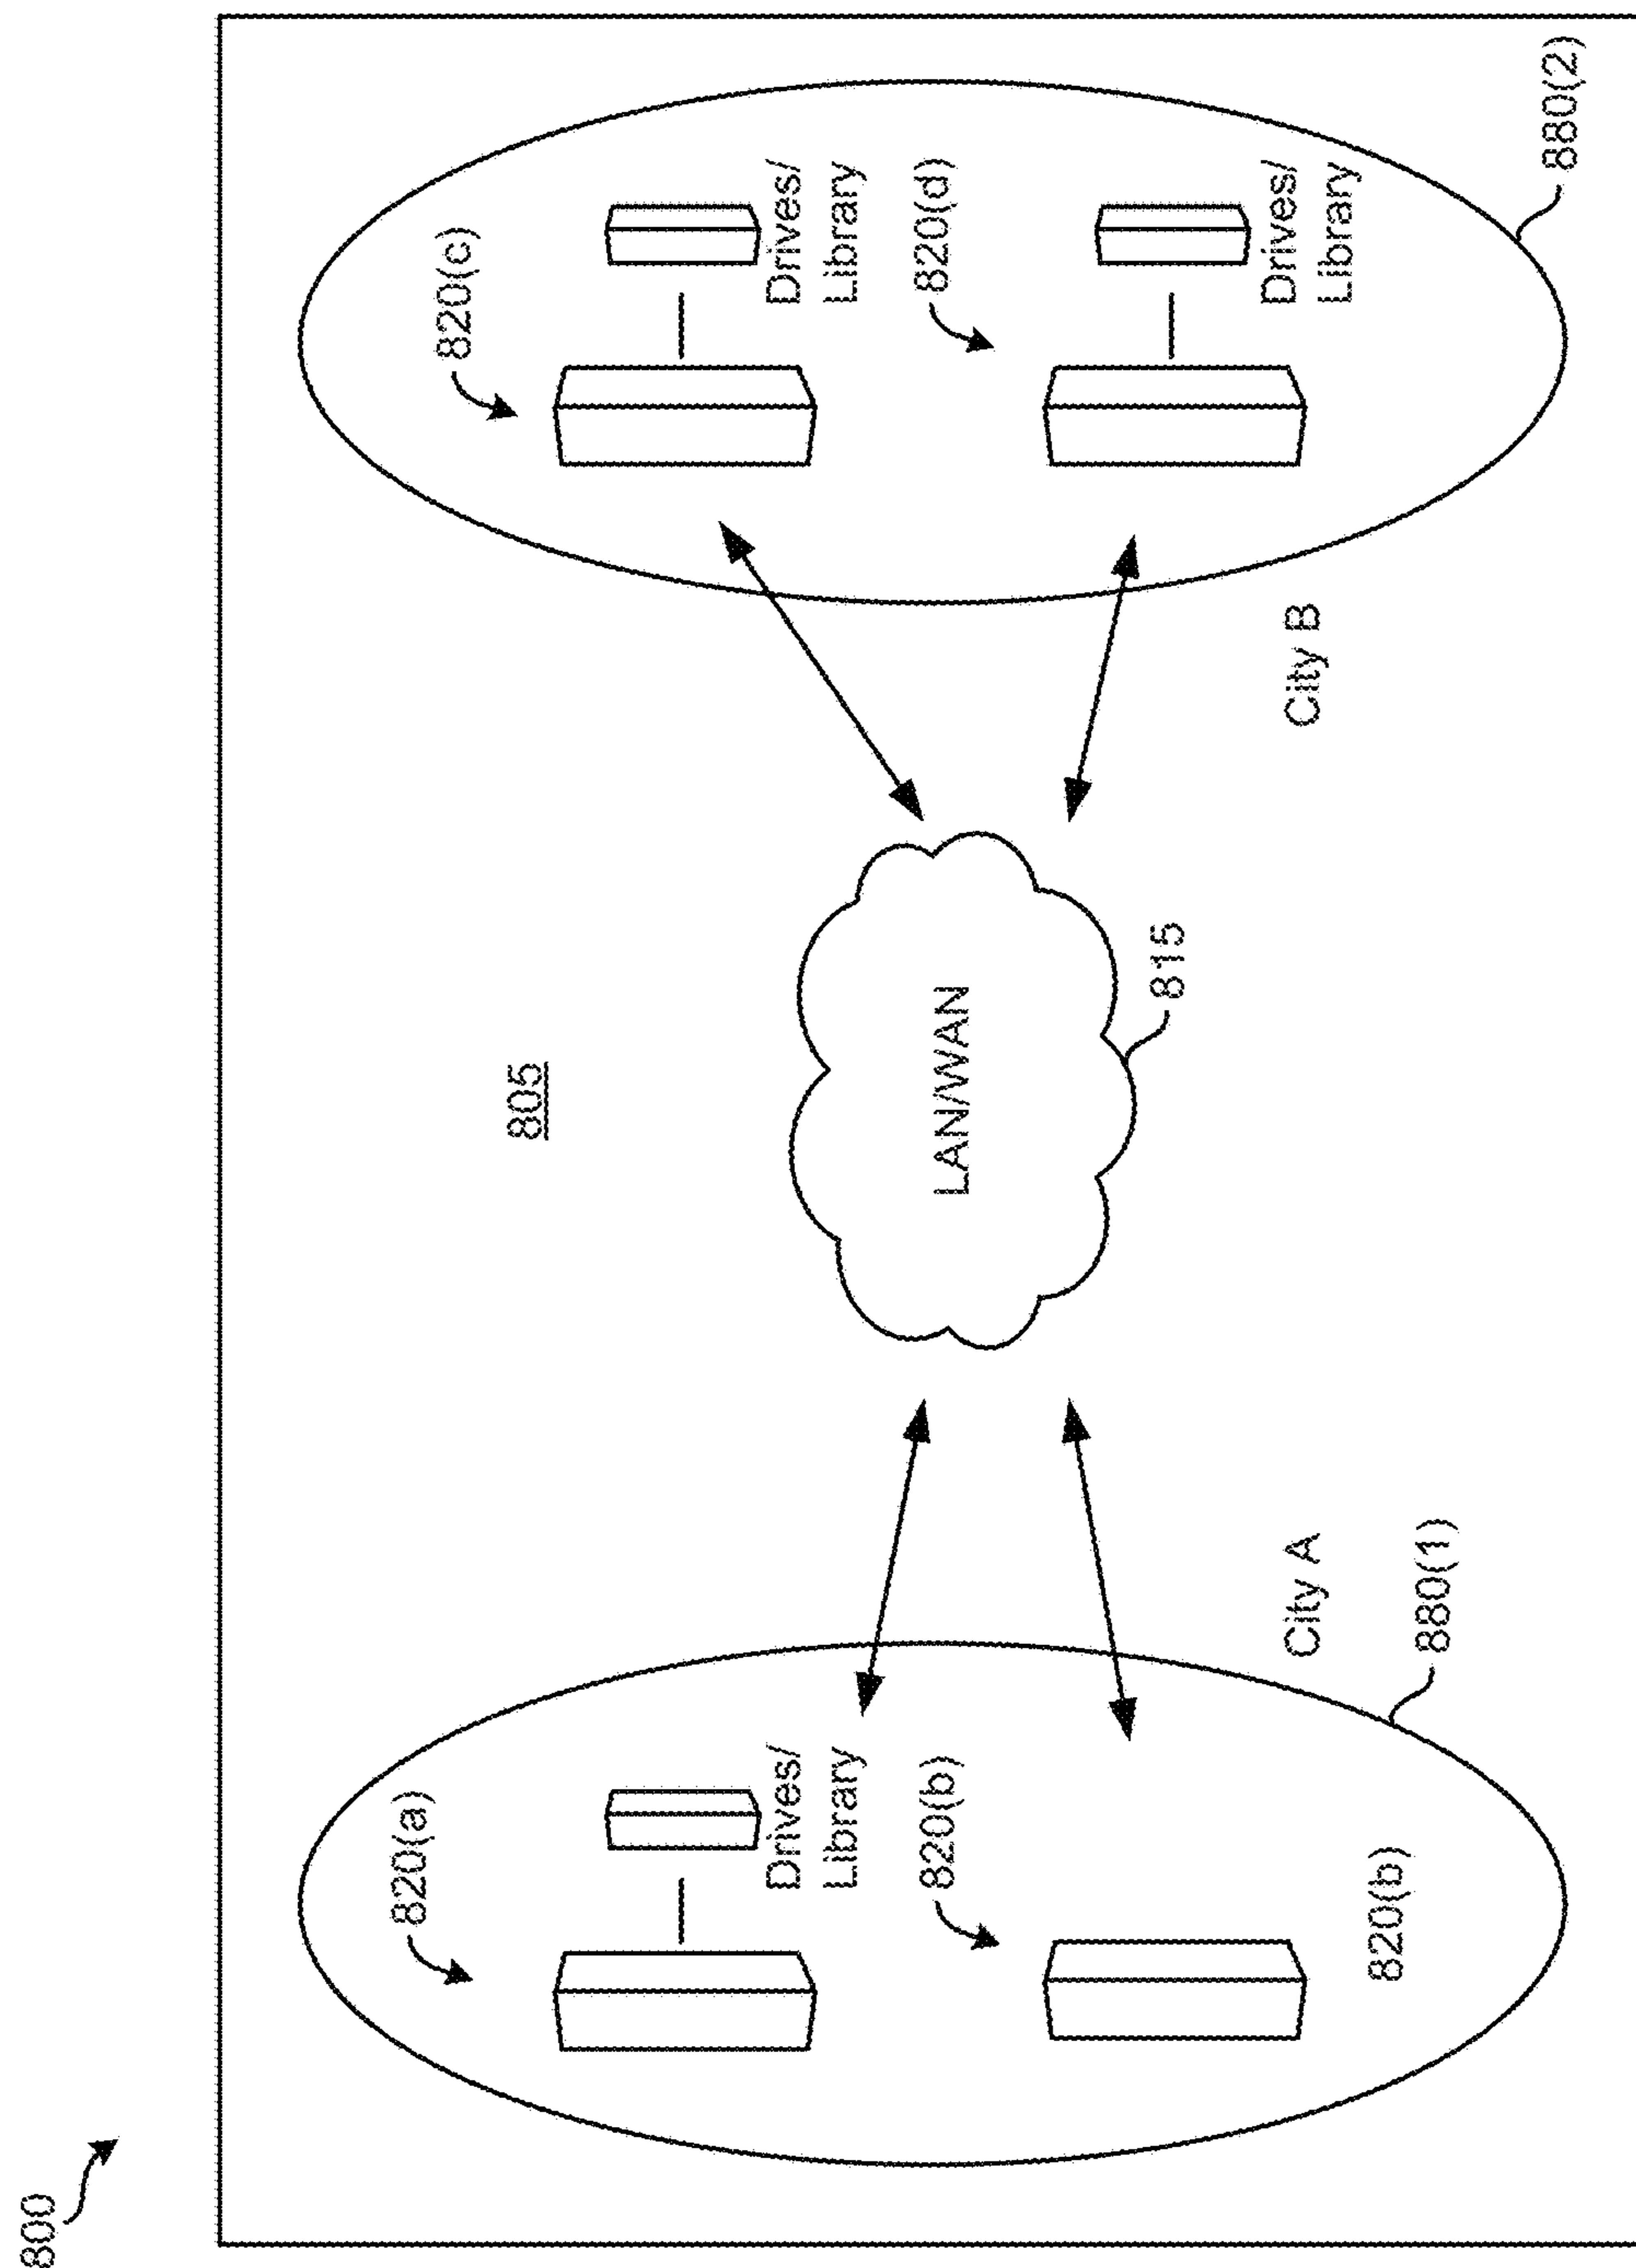 800
805
820(a)
Drives/
Library
820(b)
820(b)
City A
880(1)
LAN/WAN
815
820(c)
Drives/
Library
820(d)
Drives/
Library
City B
880(2)